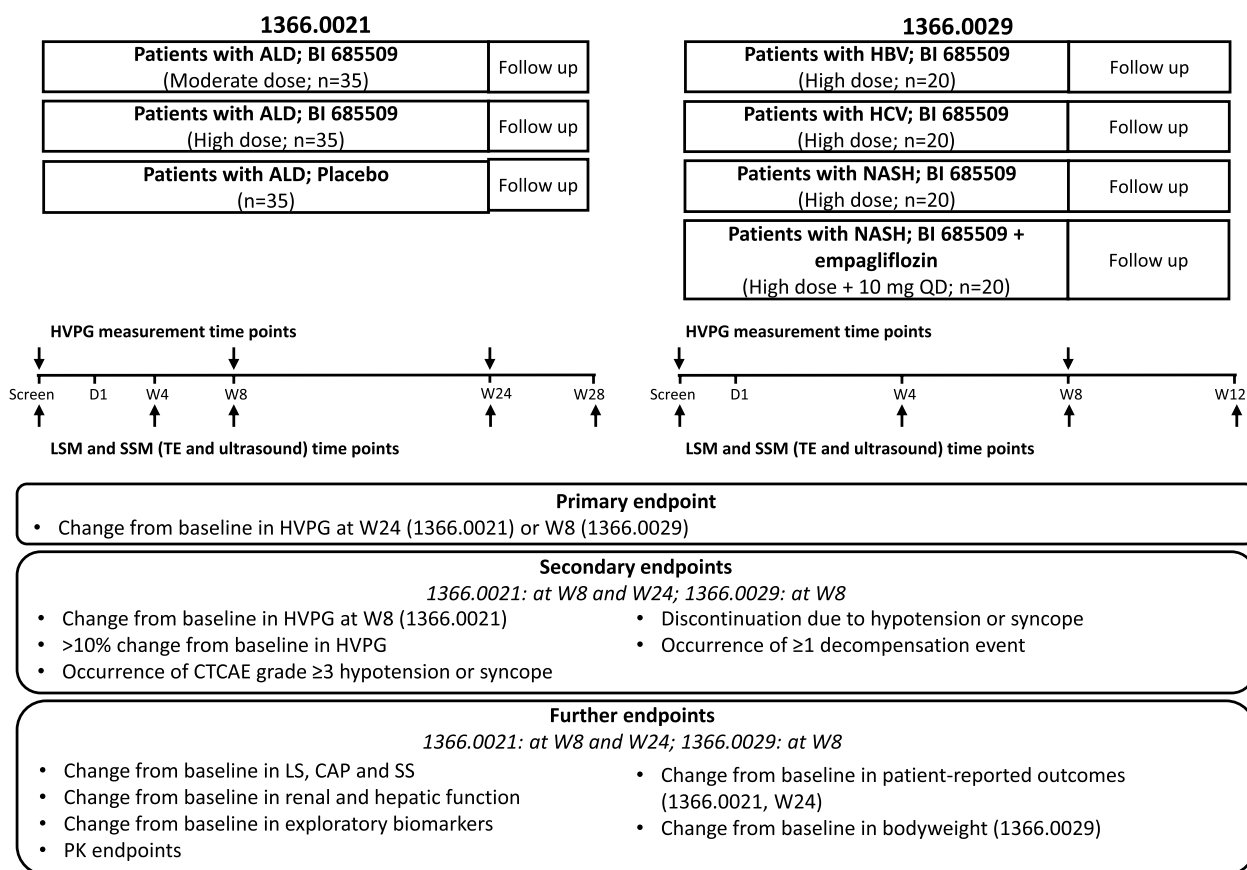 1366.0021
Patients with ALD; BI 685509
(Moderate dose; n=35)
Follow up
Patients with ALD; BI 685509
(High dose; n=35)
Follow up
Patients with ALD; Placebo
(n=35)
Follow up
1366.0029
Patients with HBV; BI 685509
(High dose; n=20)
Follow up
Patients with HCV; BI 685509
(High dose; n=20)
Follow up
Patients with NASH; BI 685509
(High dose; n=20)
Follow up
Patients with NASH; BI 685509 +
empagliflozin
(High dose + 10 mg QD; n=20)
Follow up
HVPG measurement time points
Screen D1 W4 W8 W24 W28
LSM and SSM (TE and ultrasound) time points
HVPG measurement time points
Screen D1 W4 W8 W12
LSM and SSM (TE and ultrasound) time points
Primary endpoint
• Change from baseline in HVPG at W24 (1366.0021) or W8 (1366.0029)
Secondary endpoints
1366.0021: at W8 and W24; 1366.0029: at W8
• Change from baseline in HVPG at W8 (1366.0021)
• >10% change from baseline in HVPG
• Occurrence of CTCAE grade ≥3 hypotension or syncope
• Discontinuation due to hypotension or syncope
• Occurrence of ≥1 decompensation event
Further endpoints
1366.0021: at W8 and W24; 1366.0029: at W8
• Change from baseline in LS, CAP and SS
• Change from baseline in renal and hepatic function
• Change from baseline in exploratory biomarkers
• PK endpoints
• Change from baseline in patient-reported outcomes
(1366.0021, W24)
• Change from baseline in bodyweight (1366.0029)